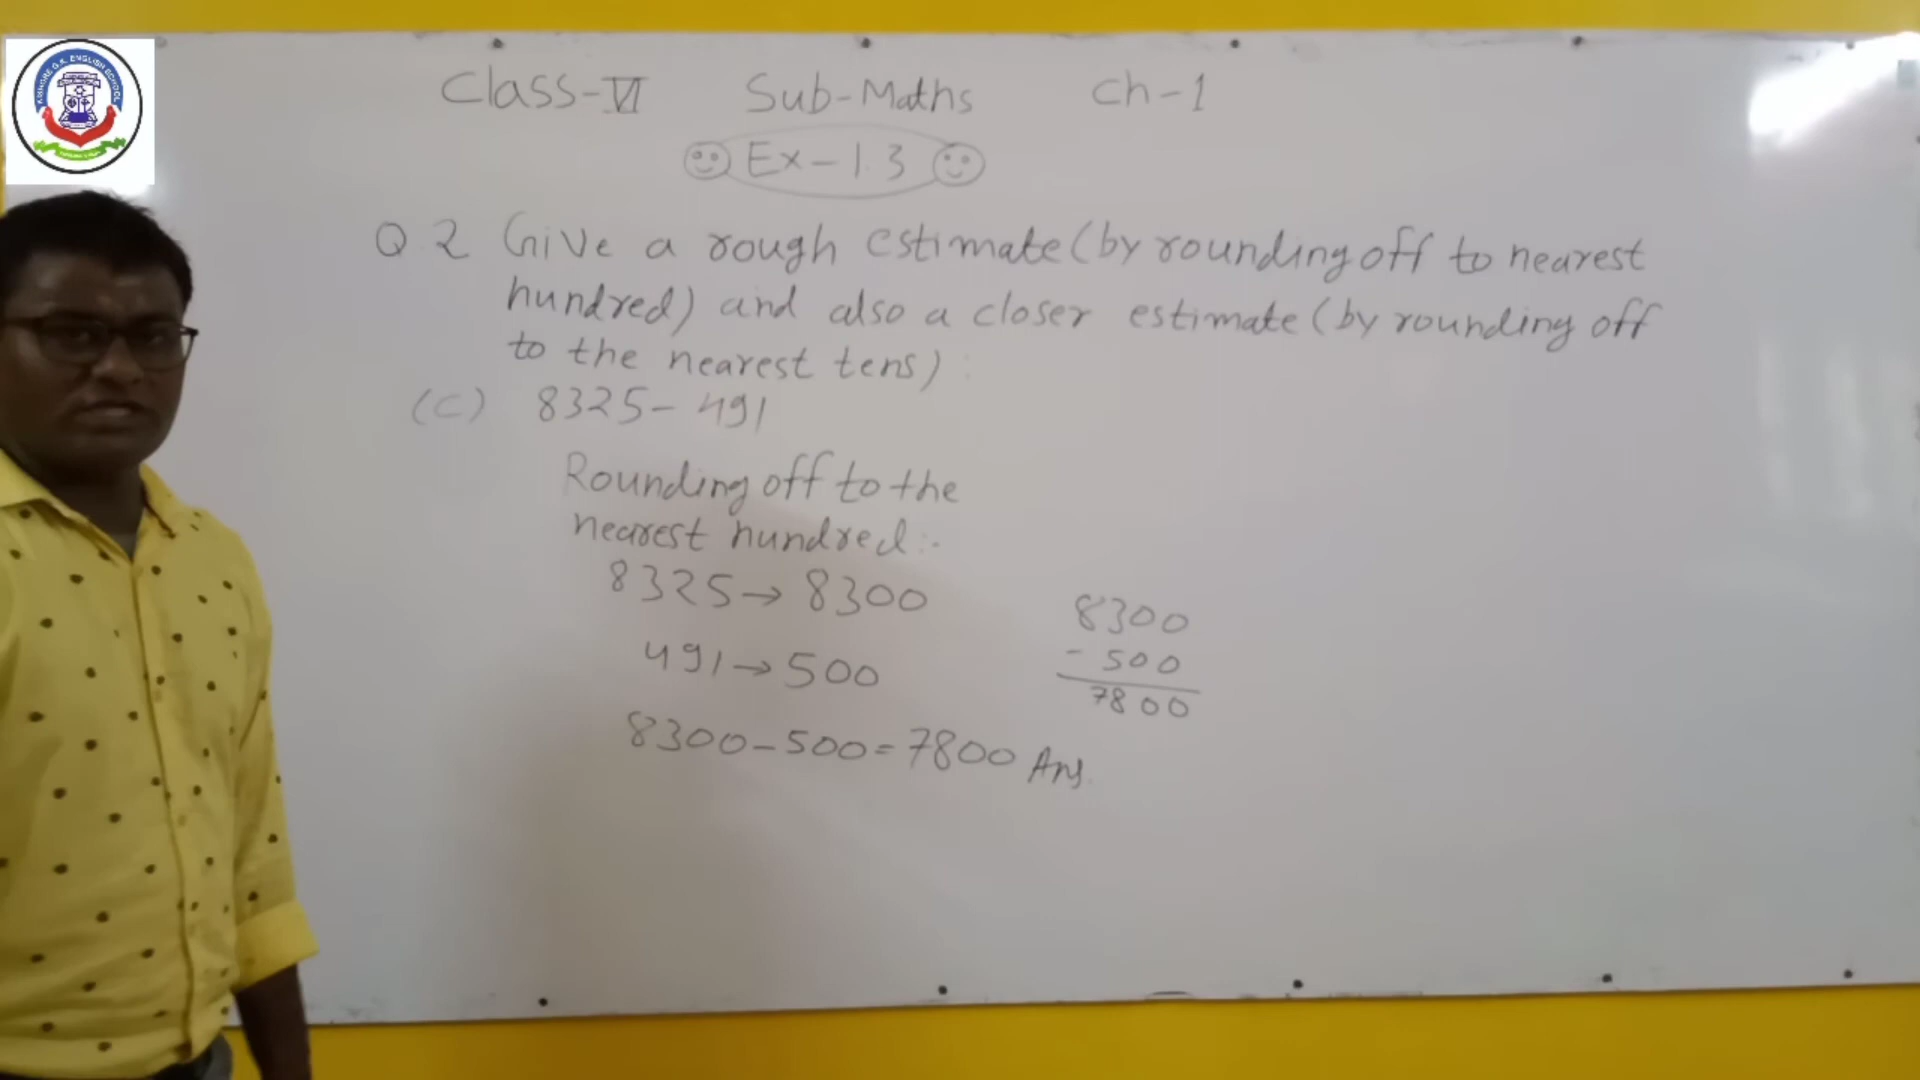 Class-VI Sub-Maths Ch-1
Ex-1.3
Q 2 Give a rough estimate (by rounding off to nearest
hundred) and also a closer estimate (by rounding off
to the nearest tens):
(C) 8325-491
Rounding off to the
nearest hundred:-
8325→8300
491→500
8300-500=7800 Ans.
8300
- 500
7800